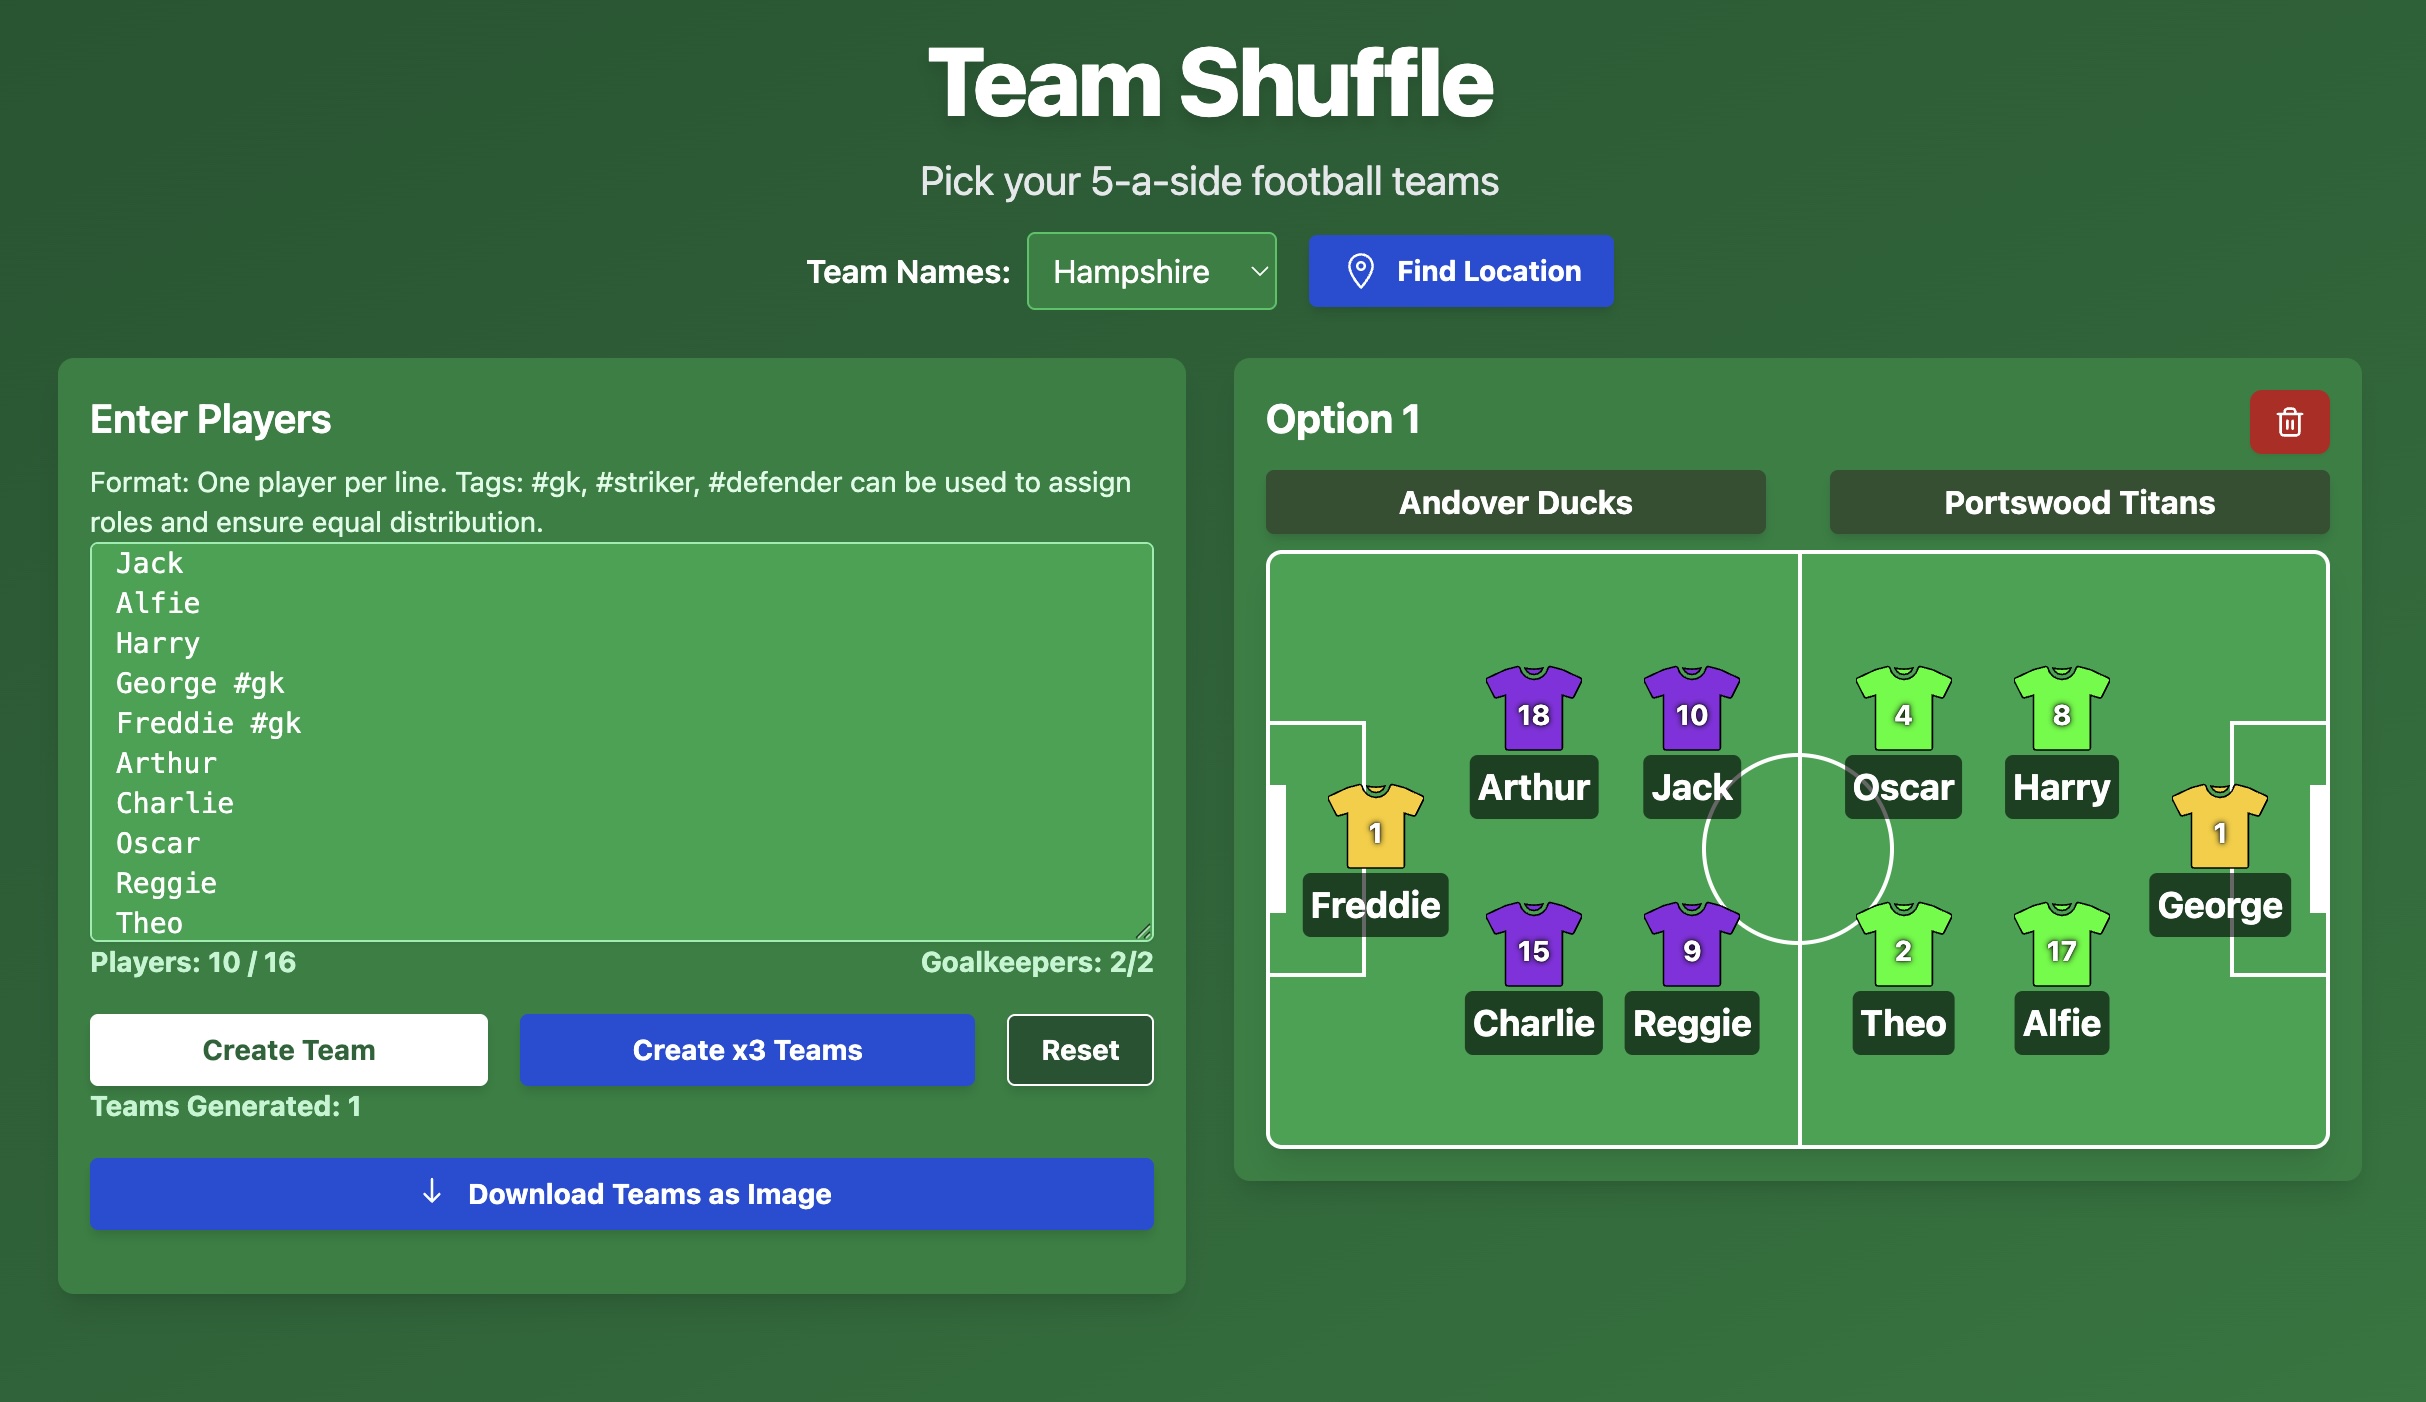 Team Shuffle
Pick your 5-a-side football teams
Team Names:
Hampshire
Find Location
Enter Players
Format: One player per line. Tags: #gk, #striker, #defender can be used to assign
roles and ensure equal distribution.
Jack
Alfie
Harry
George #gk
Freddie #gk
Arthur
Charlie
Oscar
Reggie
Theo
Players: 10 / 16
Goalkeepers: 2/2
Create Team
Create x3 Teams
Reset
Teams Generated: 1
Download Teams as Image
Option 1
Andover Ducks
Portswood Titans
18
10
4
8
Arthur
Jack
Oscar
Harry
1
1
Freddie
George
15
9
2
17
Charlie
Reggie
Theo
Alfie